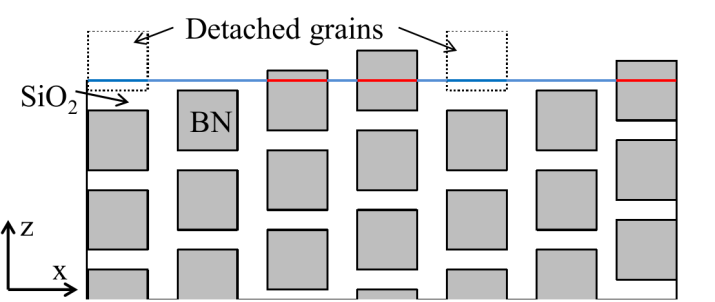 Detached grains
SiO₂
BN
z
x